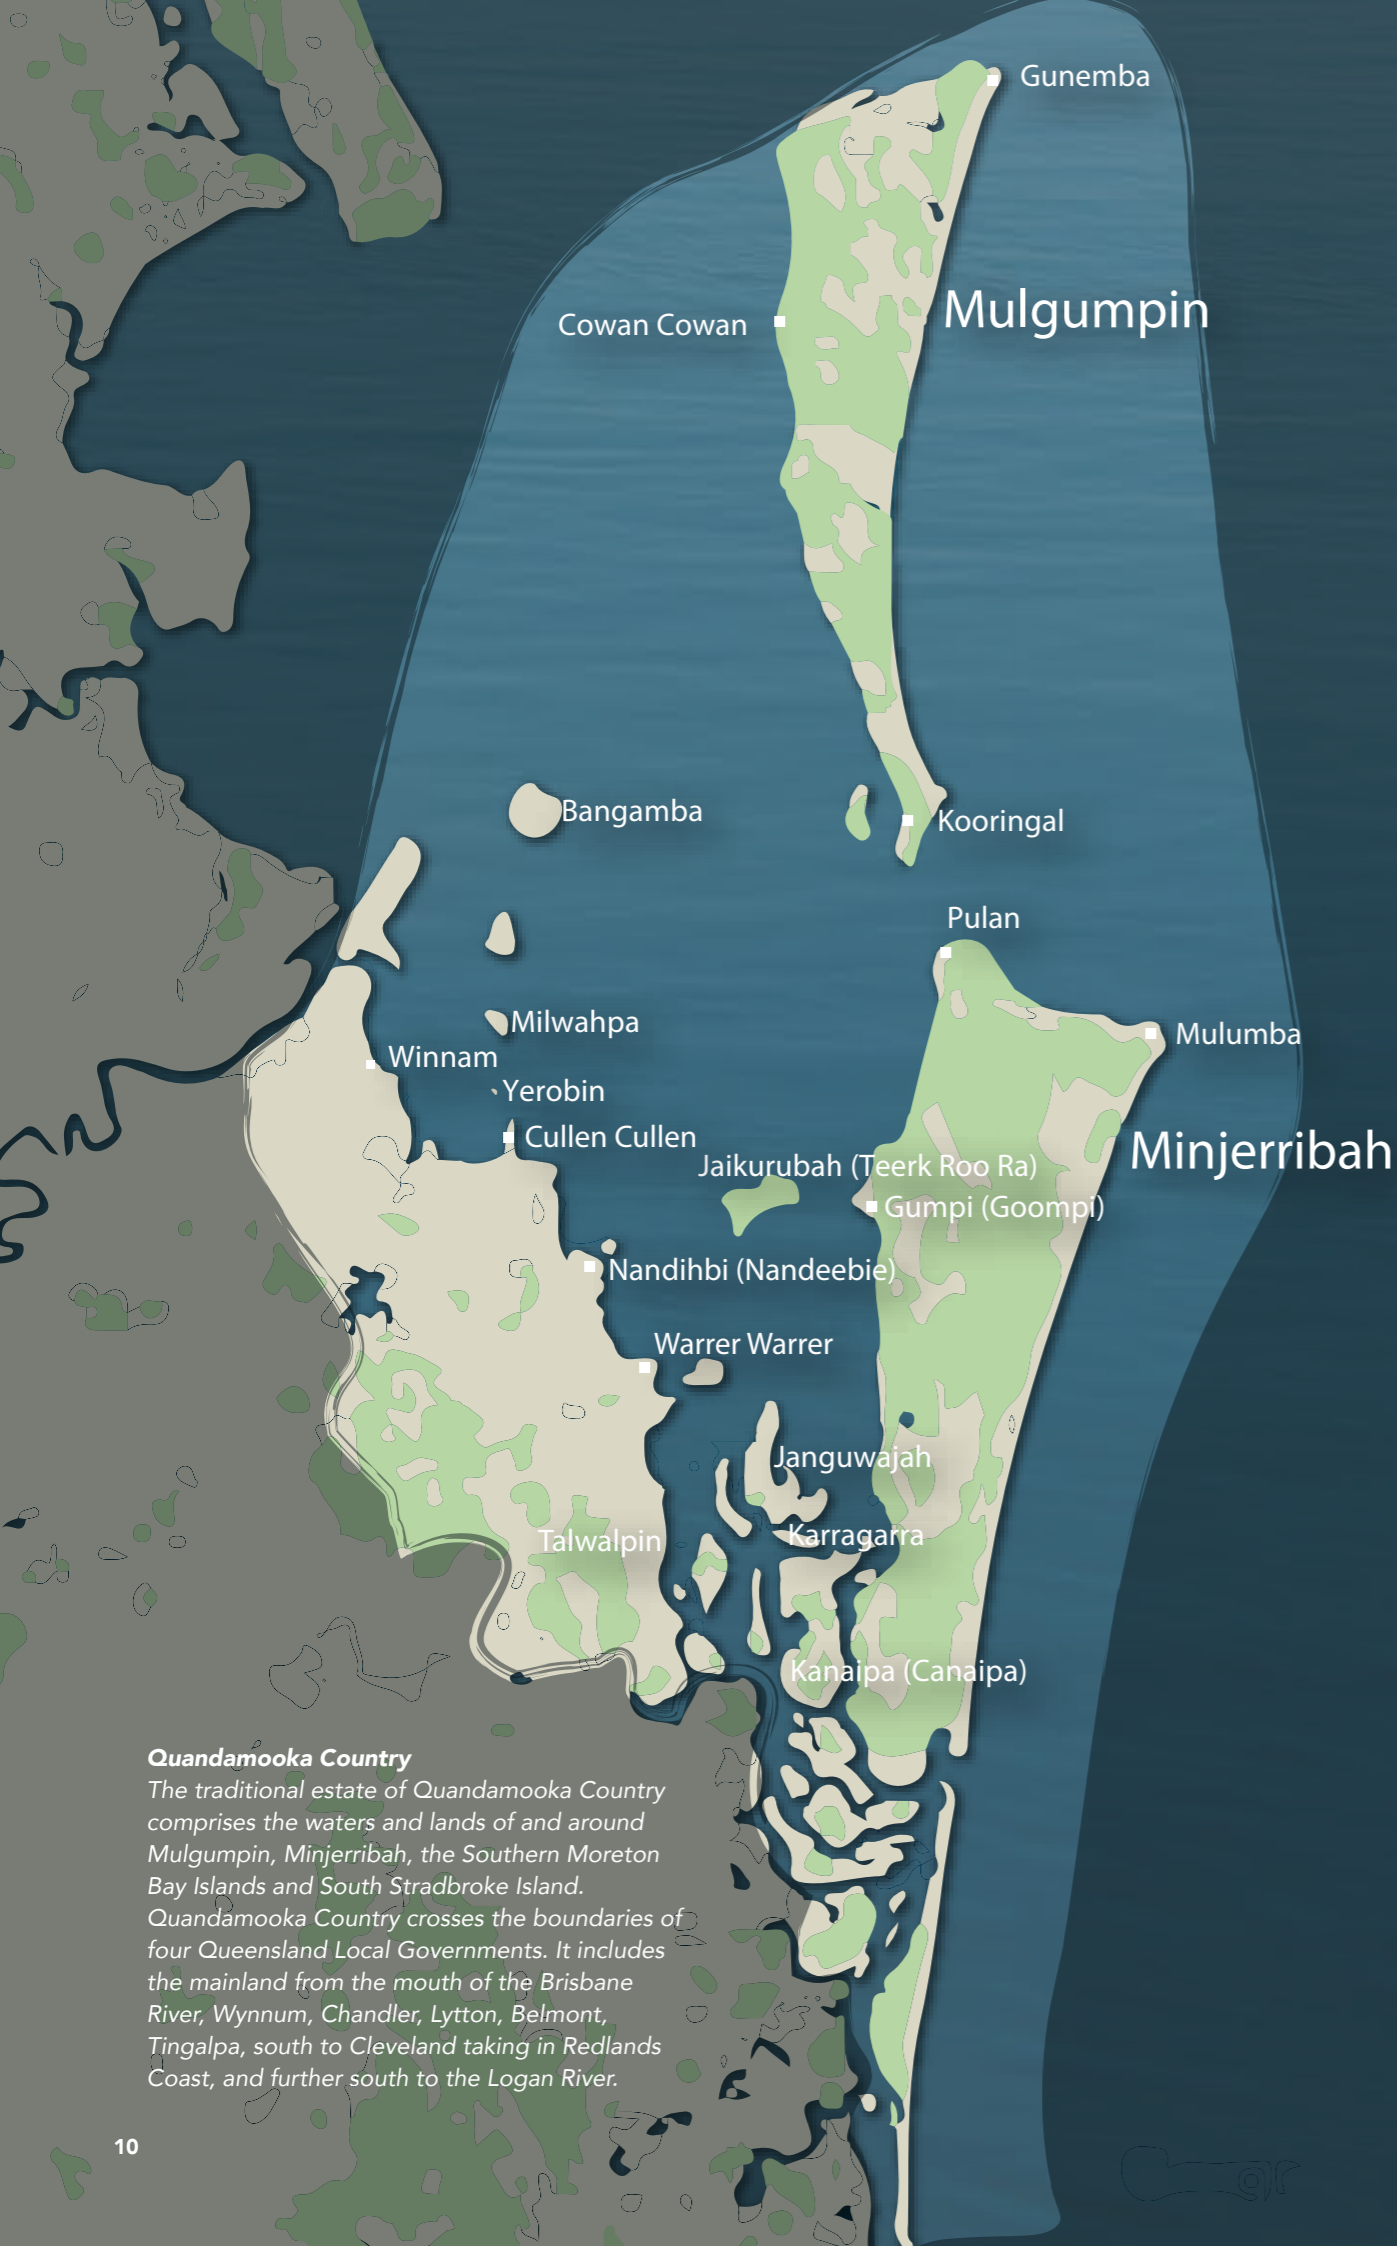 Gunemba
Mulgumpin
Cowan Cowan
Bangamba
Kooringal
Pulan
Milwahpa
Mulumba
Winnam
Yerobin
Cullen Cullen
Minjerribah
Jaikurubah (Teerk Roo Ra)
Gumpi (Goompi)
Nandihbi (Nandeebie)
Warrer Warrer
Janguwajah
Karragarra
Talwalpin
Kanaipa (Canaipa)
Quandamooka Country
The traditional estate of Quandamooka Country
comprises the waters and lands of and around
Mulgumpin, Minjerribah, the Southern Moreton
Bay Islands and South Stradbroke Island.
Quandamooka Country crosses the boundaries of
four Queensland Local Governments. It includes
the mainland from the mouth of the Brisbane
River, Wynnum, Chandler, Lytton, Belmont,
Tingalpa, south to Cleveland taking in Redlands
Coast, and further south to the Logan River.
10